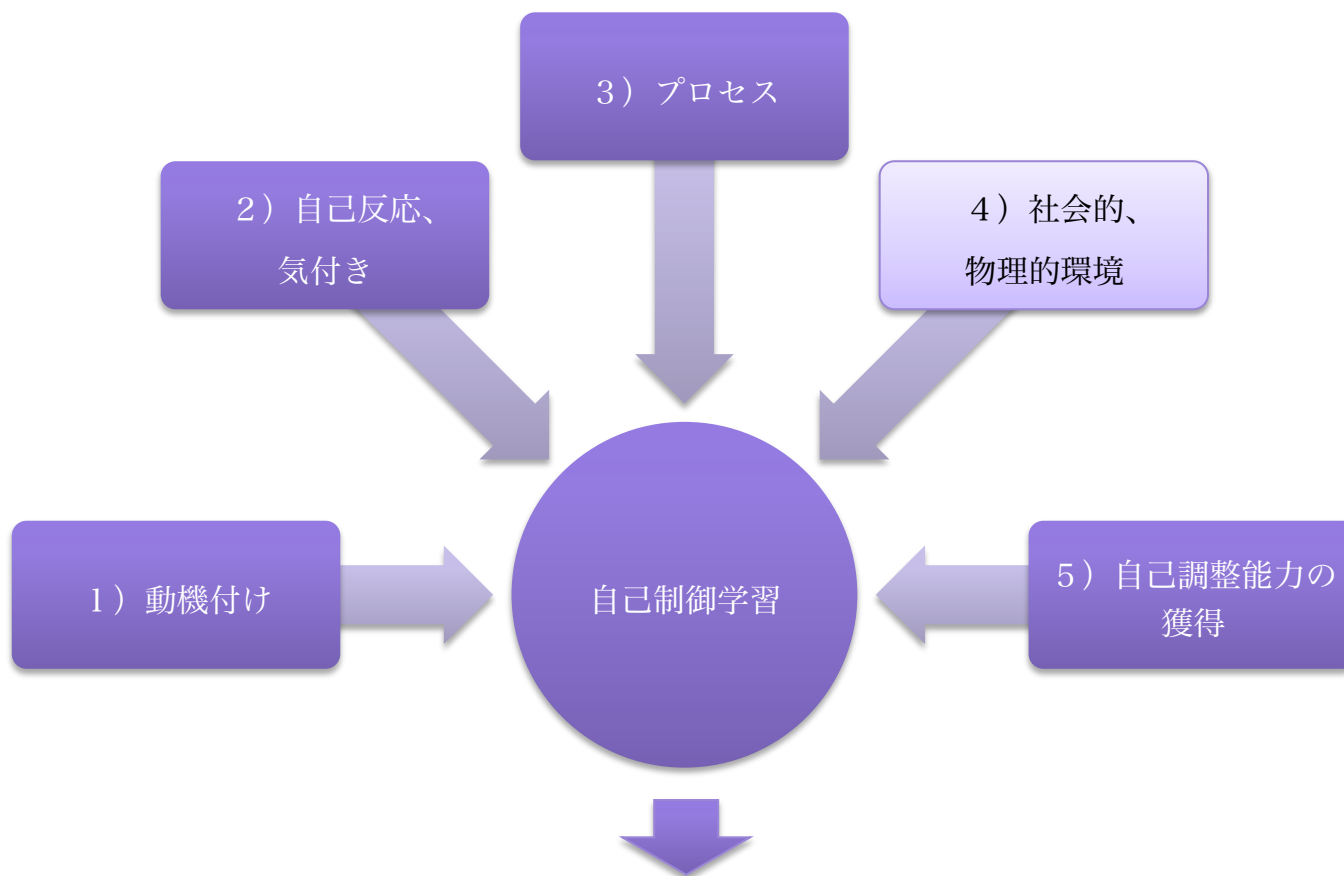 ３）プロセス
２）自己反応、
気付き
４）社会的、
物理的環境
１）動機付け
自己制御学習
５）自己調整能力の
獲得